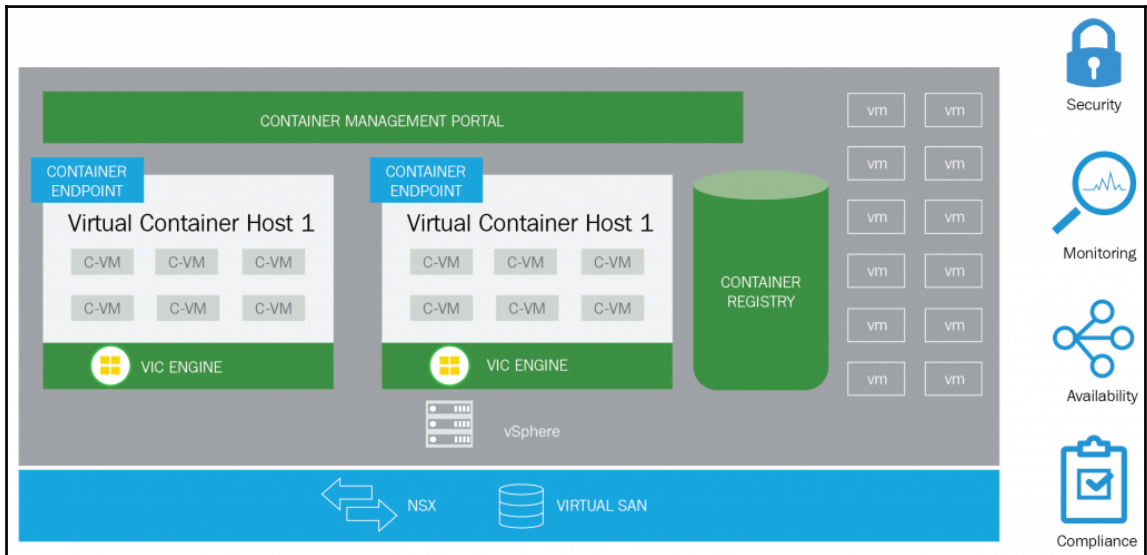 CONTAINER MANAGEMENT PORTAL
CONTAINER
ENDPOINT
Virtual Container Host 1
C-VM C-VM C-VM
C-VM C-VM C-VM
VIC ENGINE
CONTAINER
ENDPOINT
Virtual Container Host 1
C-VM C-VM C-VM
C-VM C-VM C-VM
VIC ENGINE
CONTAINER
REGISTRY
vm vm
vm vm
vm vm
vm vm
vm vm
vm vm
vSphere
NSX
VIRTUAL SAN
Security
Monitoring
Availability
Compliance